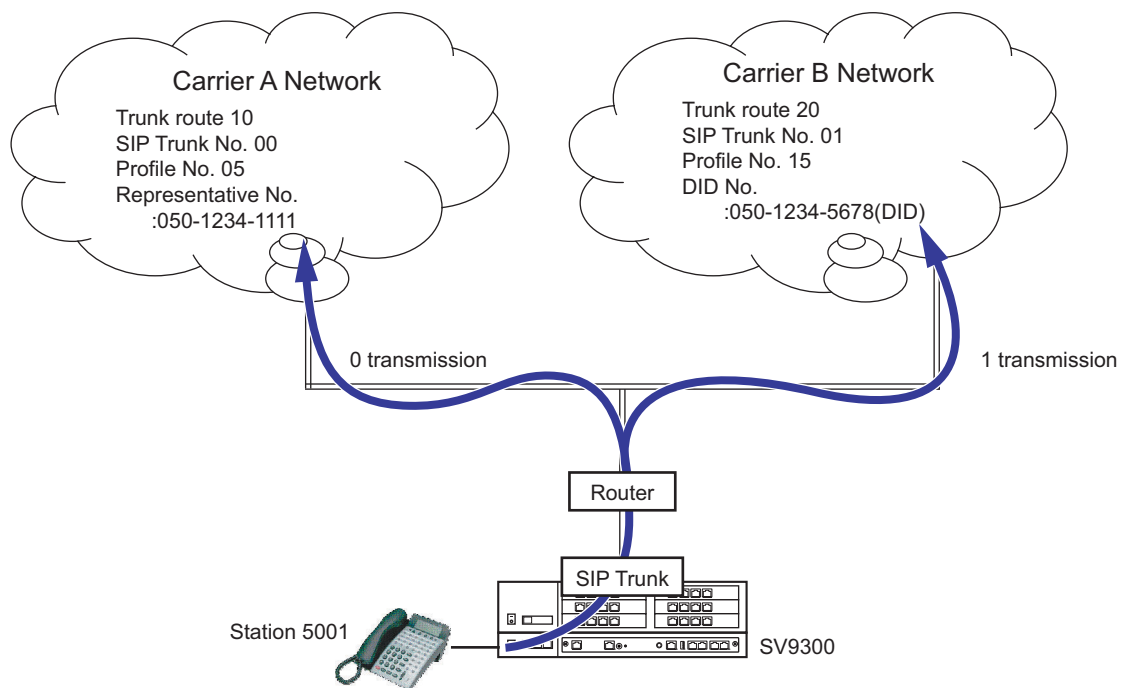 Carrier A Network
Trunk route 10
SIP Trunk No. 00
Profile No. 05
Representative No.
:050-1234-1111
Carrier B Network
Trunk route 20
SIP Trunk No. 01
Profile No. 15
DID No.
:050-1234-5678(DID)
0 transmission
1 transmission
Router
SIP Trunk
Station 5001
SV9300